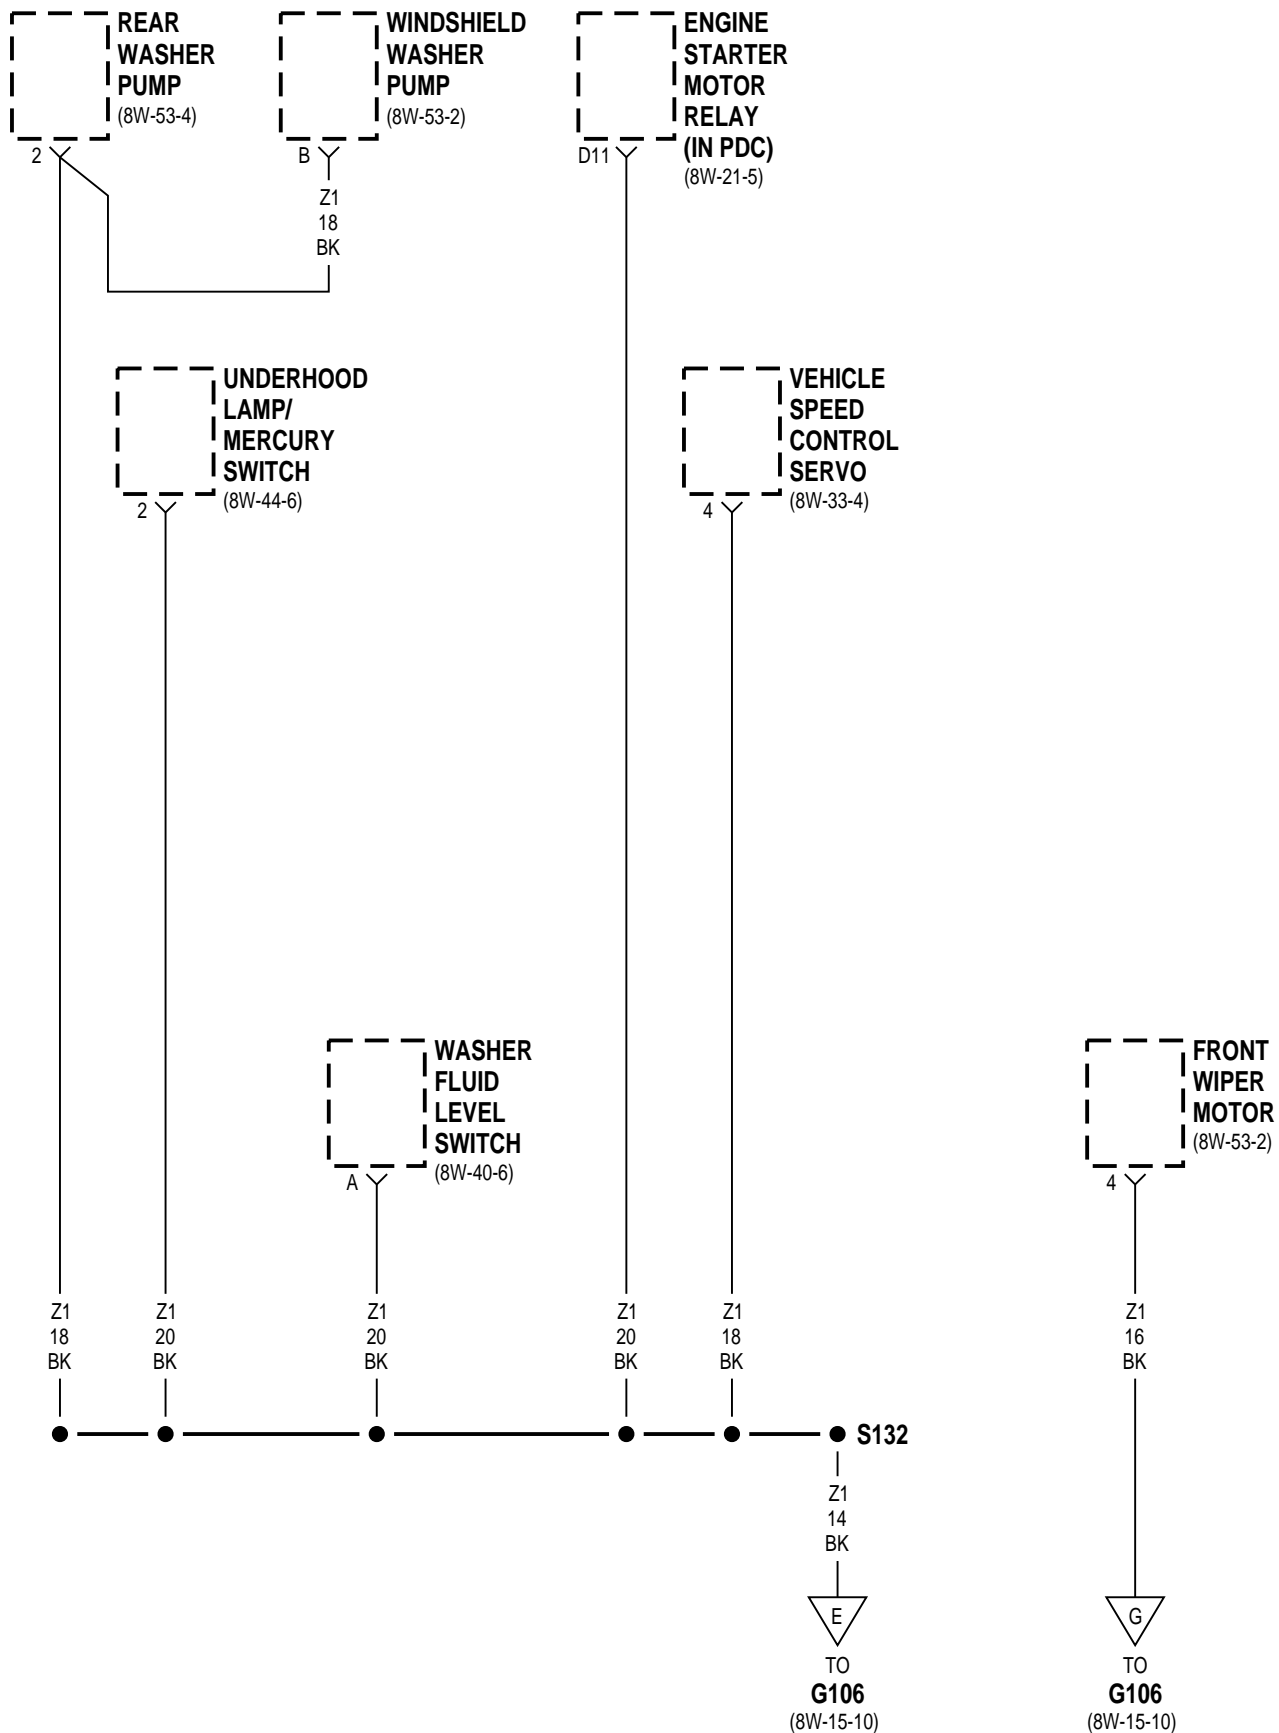 REAR
WASHER
PUMP
(8W-53-4)
2
WINDSHIELD
WASHER
PUMP
(8W-53-2)
B
Z1
18
BK
ENGINE
STARTER
MOTOR
RELAY
(IN PDC)
(8W-21-5)
D11
UNDERHOOD
LAMP/
MERCURY
SWITCH
(8W-44-6)
2
VEHICLE
SPEED
CONTROL
SERVO
(8W-33-4)
4
WASHER
FLUID
LEVEL
SWITCH
(8W-40-6)
A
FRONT
WIPER
MOTOR
(8W-53-2)
4
Z1
18
BK
Z1
20
BK
Z1
20
BK
Z1
20
BK
Z1
18
BK
Z1
16
BK
S132
Z1
14
BK
E
TO
G106
(8W-15-10)
G
TO
G106
(8W-15-10)